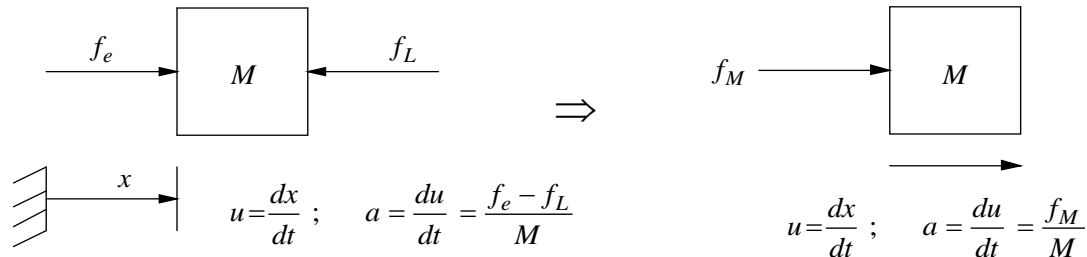 f_e M f_L ⇒ f_M M
x
u = dx/dt ; a = du/dt = (f_e − f_L)/M
u = dx/dt ; a = du/dt = f_M/M